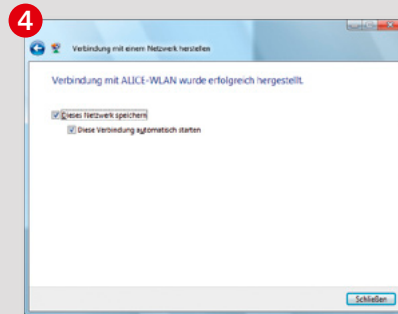 4
Verbindung mit einem Netzwerk herstellen
Verbindung mit ALICE-WLAN wurde erfolgreich hergestellt.
Dieses Netzwerk speichern
Diese Verbindung automatisch starten
Schließen